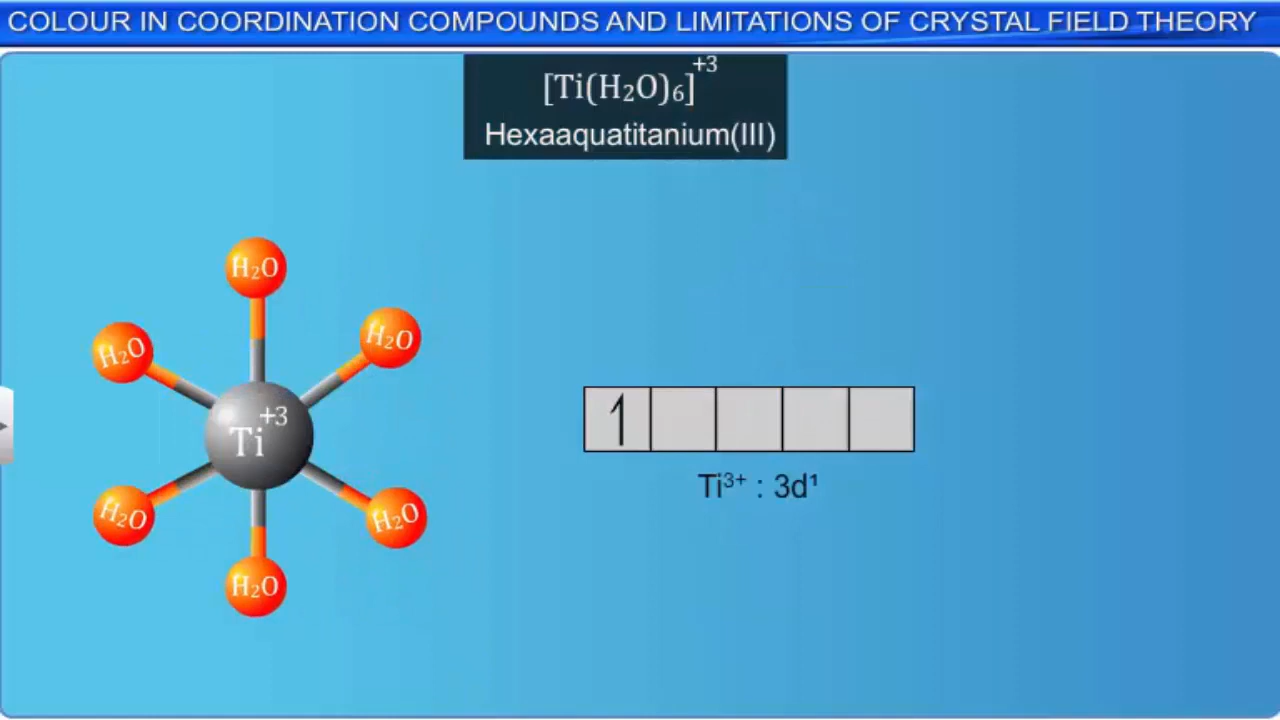 COLOUR IN COORDINATION COMPOUNDS AND LIMITATIONS OF CRYSTAL FIELD THEORY
[Ti(H₂O)₆]⁺³
Hexaaquatitanium(III)
H₂O
H₂O
H₂O
Ti⁺³
H₂O
H₂O
H₂O
1
Ti³⁺ : 3d¹